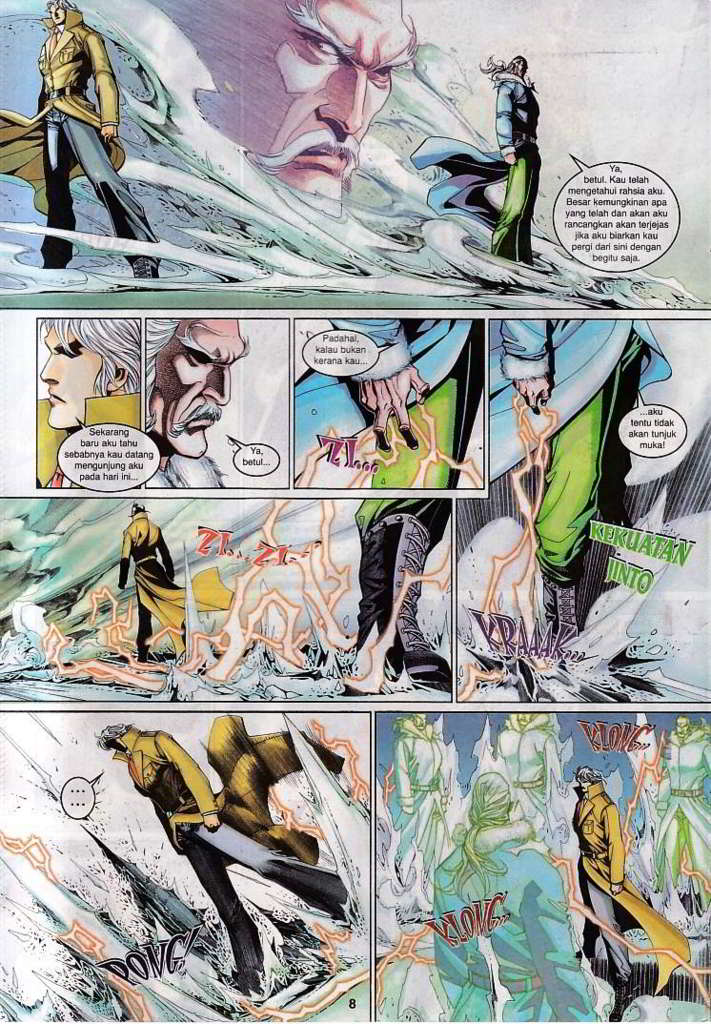 Ya,
betul. Kau telah
mengetahui rahsia aku.
Besar kemungkinan apa
yang telah dan akan aku
rancangkan akan terjejas
jika aku biarkan kau
pergi dari sini dengan
begitu saja.
Sekarang
baru aku tahu
sebabnya kau datang
mengunjung aku
pada hari ini...
Ya,
betul...
Padahal,
kalau bukan
kerana kau...
ZI...
...aku
tentu tidak
akan tunjuk
muka!
ZI... ZI...
KEKUATAN
JINTO
KRAAAK...
...
...
PONG!
KLONG...
KLONG...
8